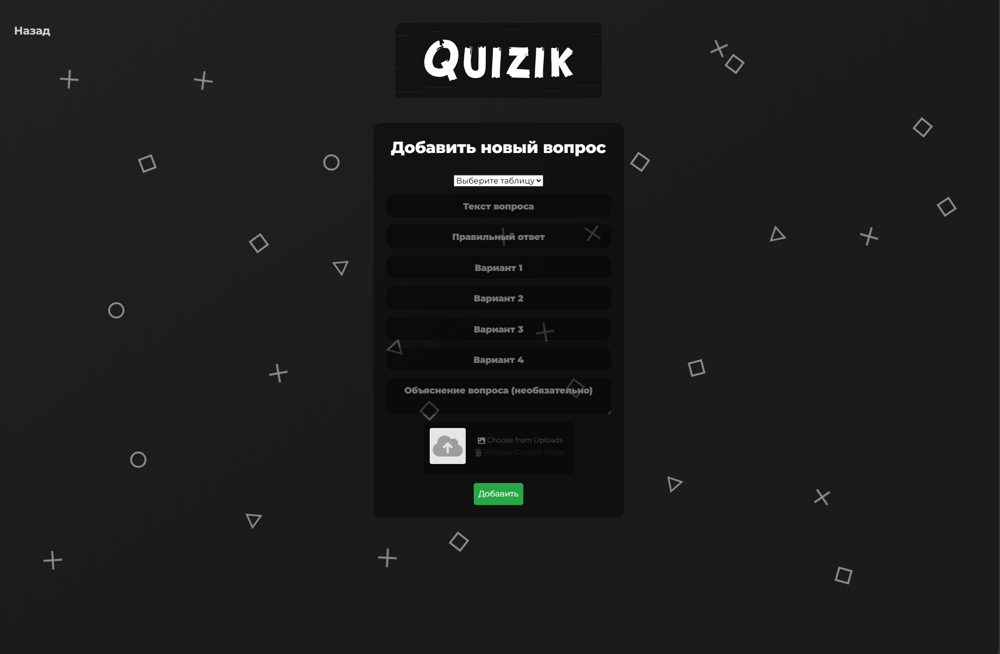 Назад
QUIZIK
Добавить новый вопрос
Выберите таблицу
Текст вопроса
Правильный ответ
Вариант 1
Вариант 2
Вариант 3
Вариант 4
Объяснение вопроса (необязательно)
Choose from Uploads
Remove Current Image
Добавить